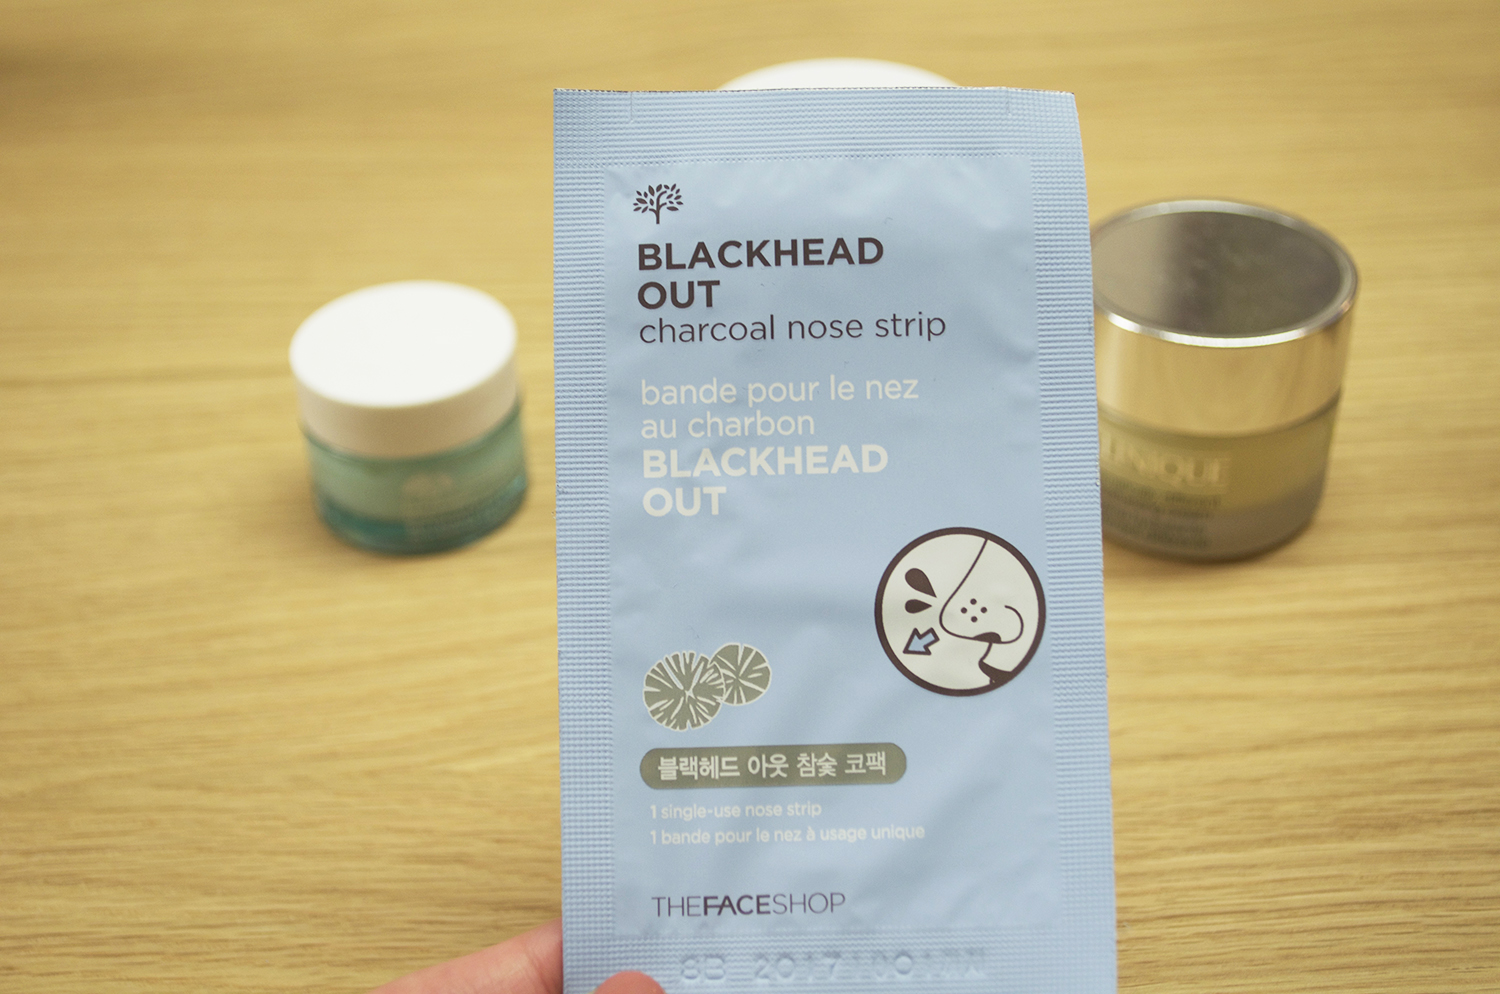 BLACKHEAD
OUT
charcoal nose strip
bande pour le nez
au charbon
BLACKHEAD
OUT
블랙헤드 아웃 참숯 코팩
1 single-use nose strip
1 bande pour le nez à usage unique
THEFACESHOP
CLINIQUE